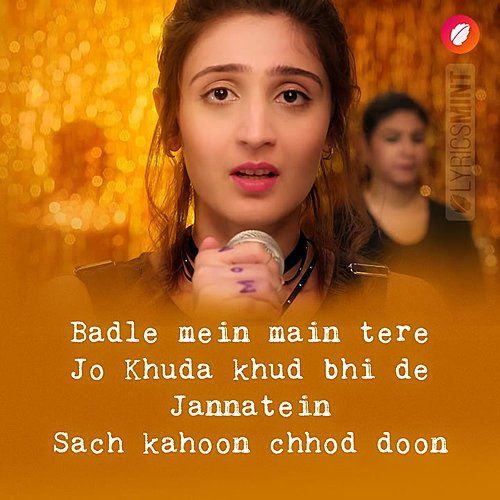 LYRICSMINT
Badle mein main tere
Jo Khuda khud bhi de
Jannatein
Sach kahoon chhod doon